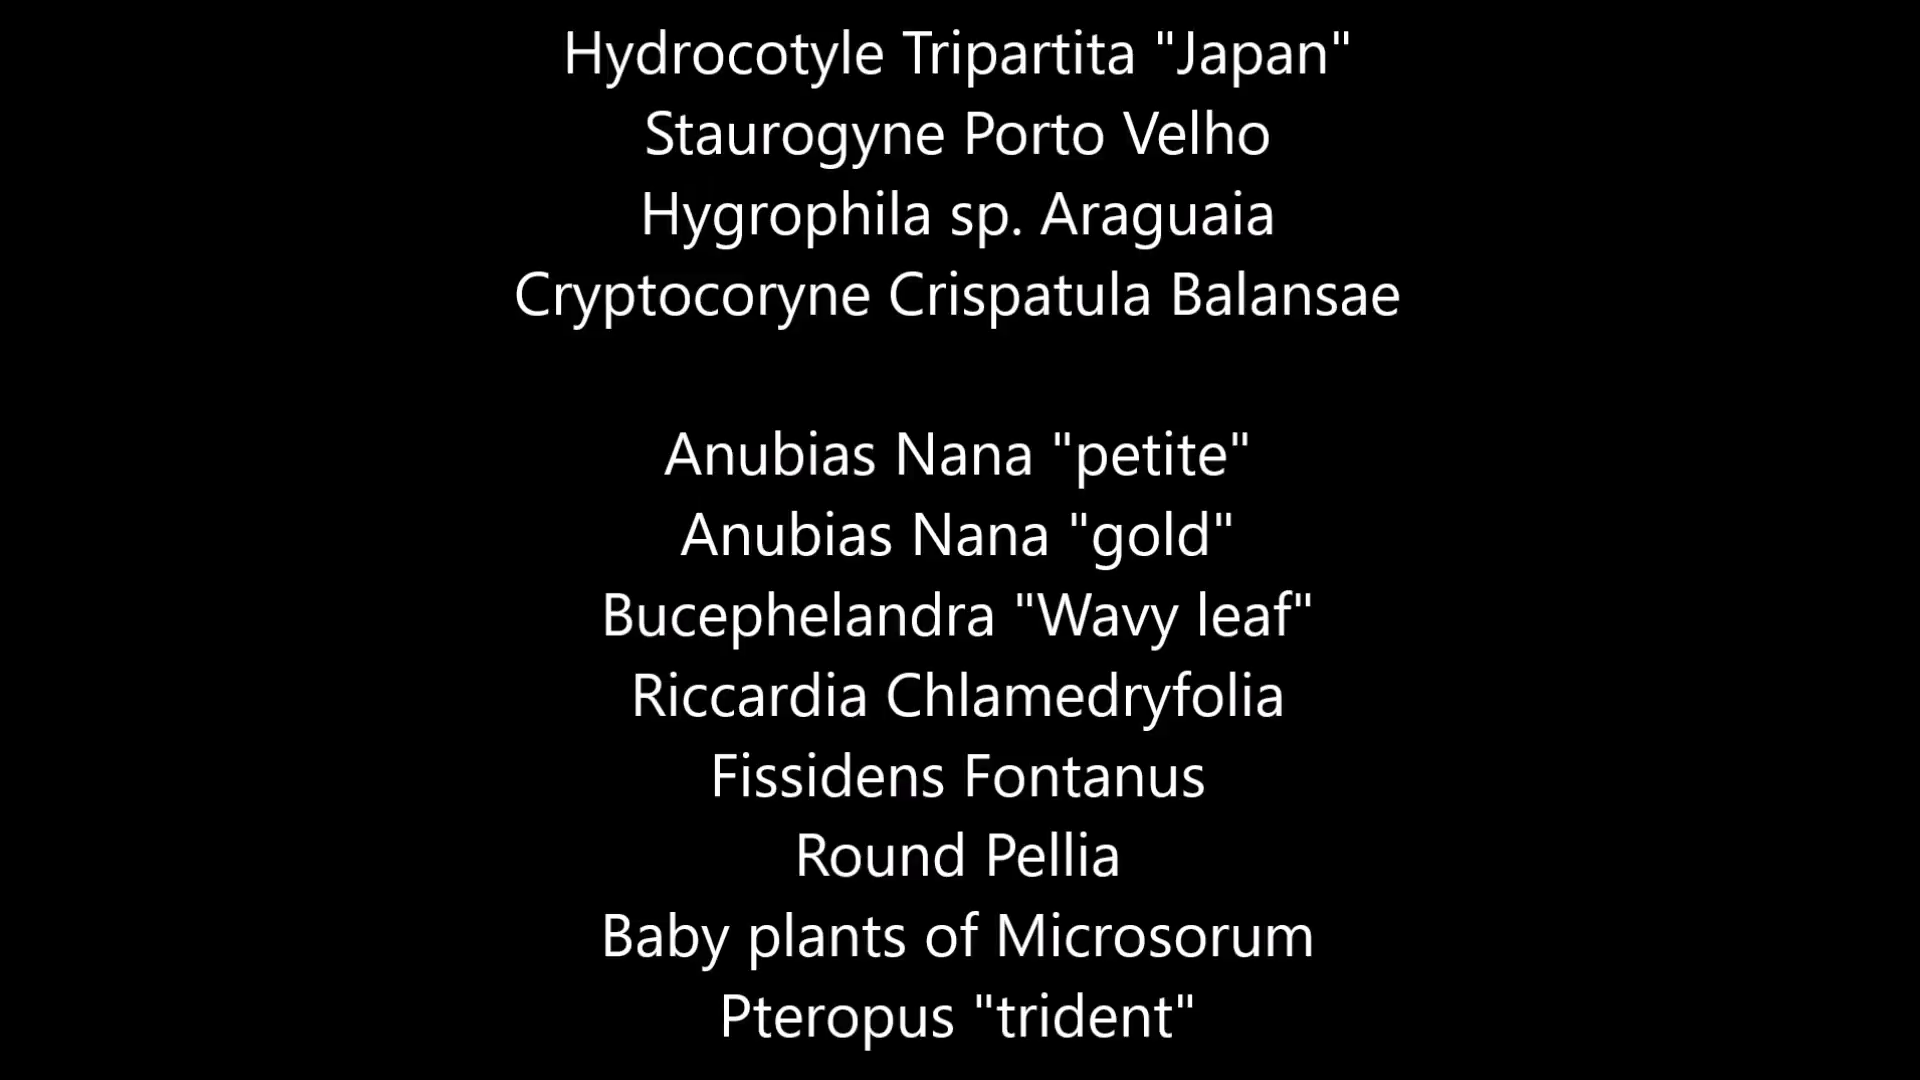 Hydrocotyle Tripartita "Japan"
Staurogyne Porto Velho
Hygrophila sp. Araguaia
Cryptocoryne Crispatula Balansae
Anubias Nana "petite"
Anubias Nana "gold"
Bucephelandra "Wavy leaf"
Riccardia Chlamedryfolia
Fissidens Fontanus
Round Pellia
Baby plants of Microsorum
Pteropus "trident"